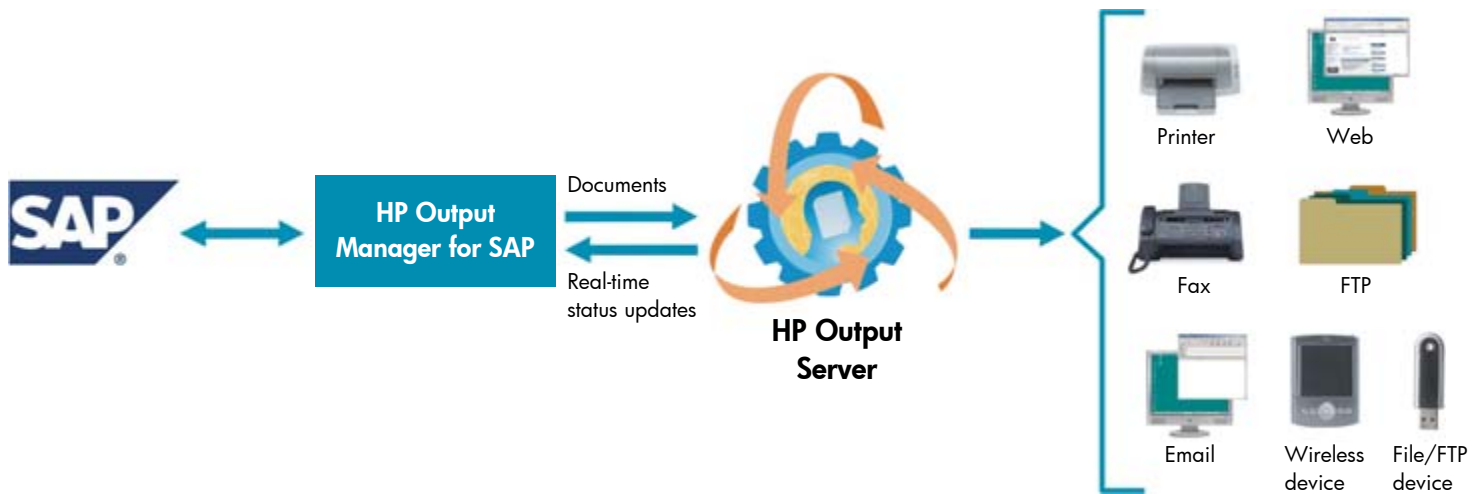 SAP
®
HP Output
Manager for SAP
Documents
Real-time
status updates
HP Output
Server
Printer
Web
Fax
FTP
Email
Wireless
device
File/FTP
device